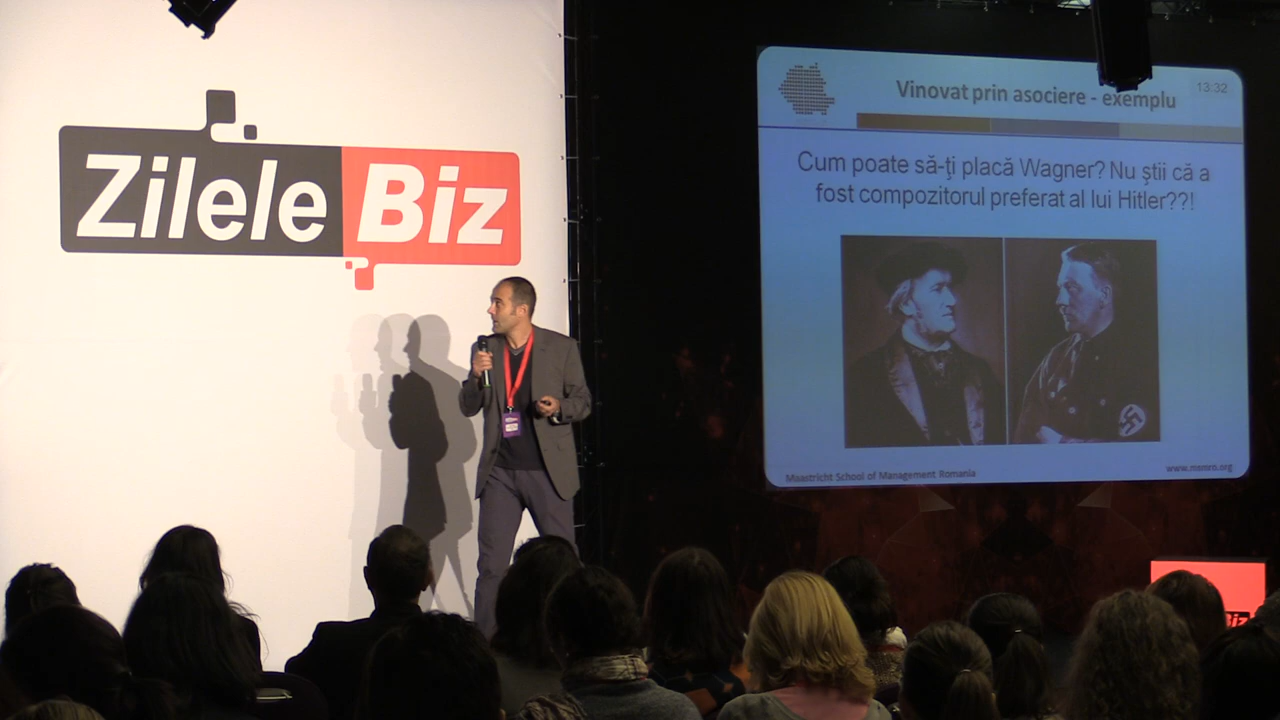 Zilele Biz
Vinovat prin asociere - exemplu
13:32
Cum poate să-ţi placă Wagner? Nu ştii că a
fost compozitorul preferat al lui Hitler??!
Maastricht School of Management Romania
www.msmro.org
Biz